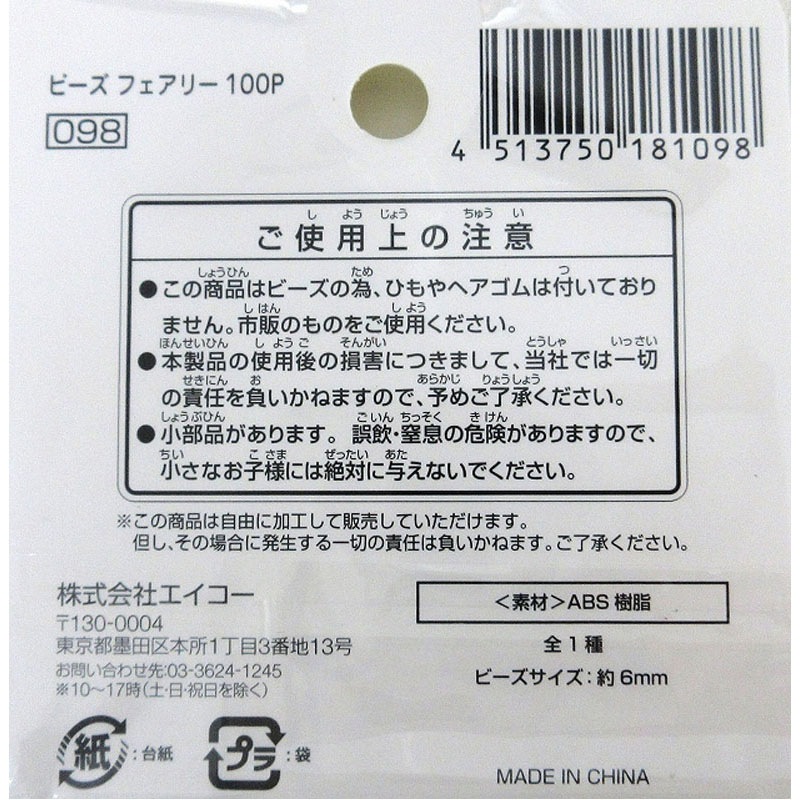 ビーズ フェアリー 100P
098
4 513750 181098
し よう じょう ちゅう い
ご使用上の注意
しょうひん ため つ
●この商品はビーズの為、ひもやヘアゴムは付いており
し はん し よう
ません。市販のものをご使用ください。
ほんせいひん し よう ご そんがい とうしゃ いっさい
●本製品の使用後の損害につきまして、当社では一切
せきにん お あらかじ りょうしょう
の責任を負いかねますので、予めご了承ください。
しょうぶひん ご いん ちっそく き けん
●小部品があります。誤飲・窒息の危険がありますので、
ちい こ さま ぜったい あた
小さなお子様には絶対に与えないでください。
※この商品は自由に加工して販売していただけます。
但し、その場合に発生する一切の責任は負いかねます。ご了承ください。
株式会社エイコー
〒130-0004
東京都墨田区本所1丁目3番地13号
お問い合わせ先:03-3624-1245
※10〜17時(土・日・祝日を除く)
<素材>ABS樹脂
全1種
ビーズサイズ:約6mm
紙:台紙
プラ:袋
MADE IN CHINA